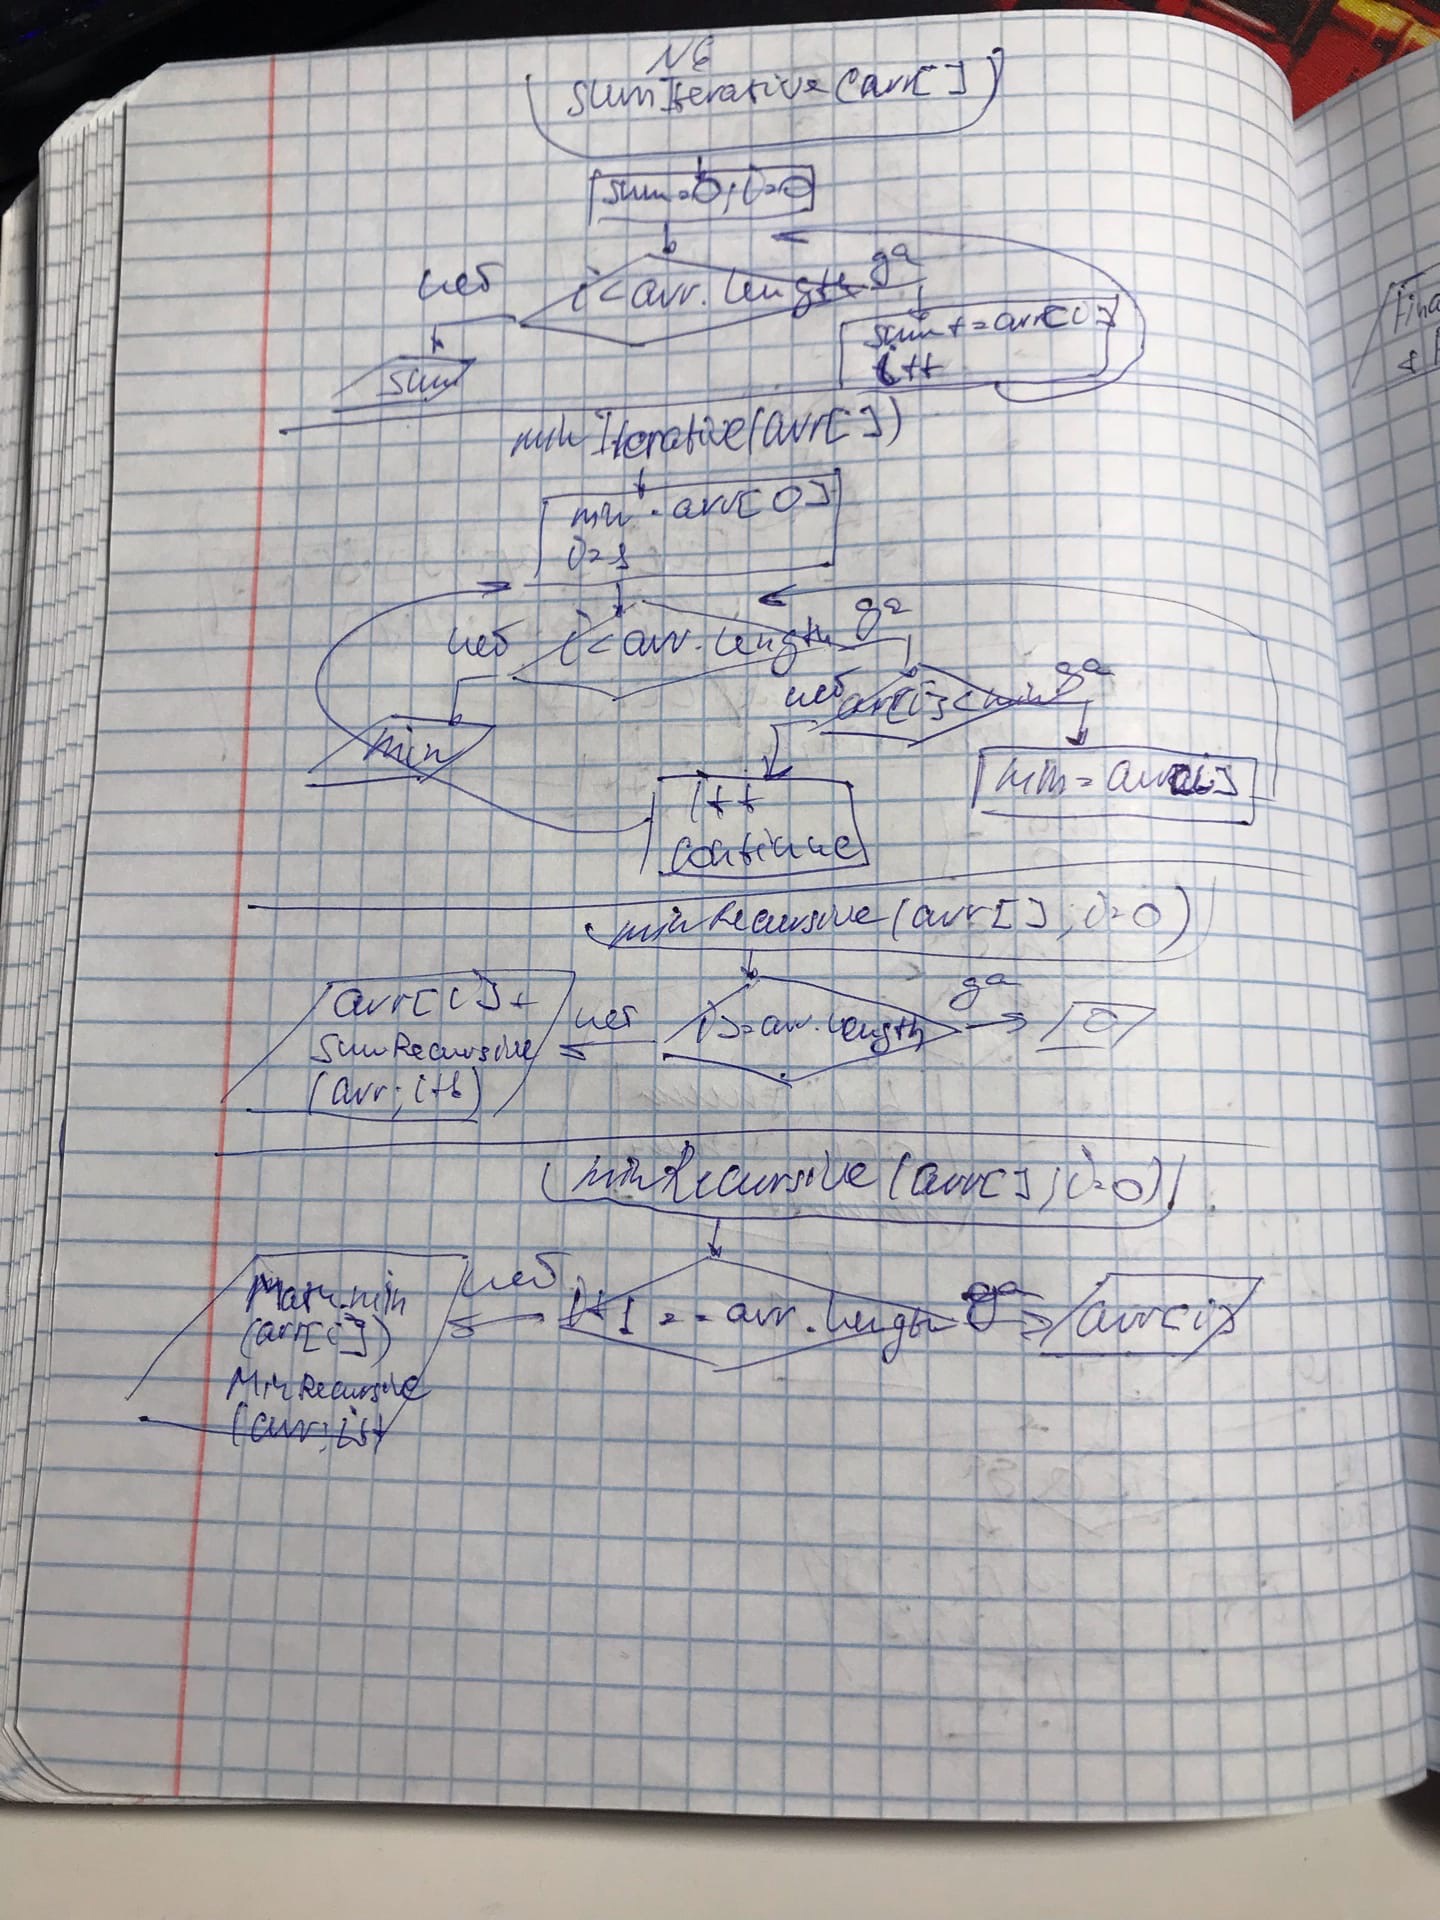 N6
sumIterative(arr[])
sum=0; i=0
нет i<arr.length да
sum+=arr[i]
i++
sum
minIterative(arr[])
min = arr[0]
i=1
нет i<arr.length да
нет arr[i]<min да
min
min=arr[i]
i++
continue
minRecursive(arr[]; i=0)
arr[i]+
sumRecursive
(arr; i+1)
нет i>=arr.length да
0
minRecursive(arr[]; i=0)
Math.min
(arr[i])
MinRecursive
(arr; i+
нет i+1==arr.length да arr[i]
Fina